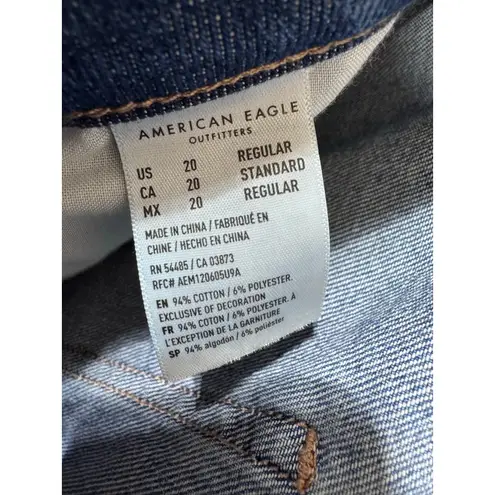 AMERICAN EAGLE
OUTFITTERS
US 20 REGULAR
CA 20 STANDARD
MX 20 REGULAR
MADE IN CHINA / FABRIQUÉ EN
CHINE / HECHO EN CHINA
RN 54485 / CA 03873
RFC# AEM120605U9A
EN 94% COTTON / 6% POLYESTER.
EXCLUSIVE OF DECORATION
FR 94% COTON / 6% POLYESTER. À
L'EXCEPTION DE LA GARNITURE
SP 94% algodón / 6% poliéster